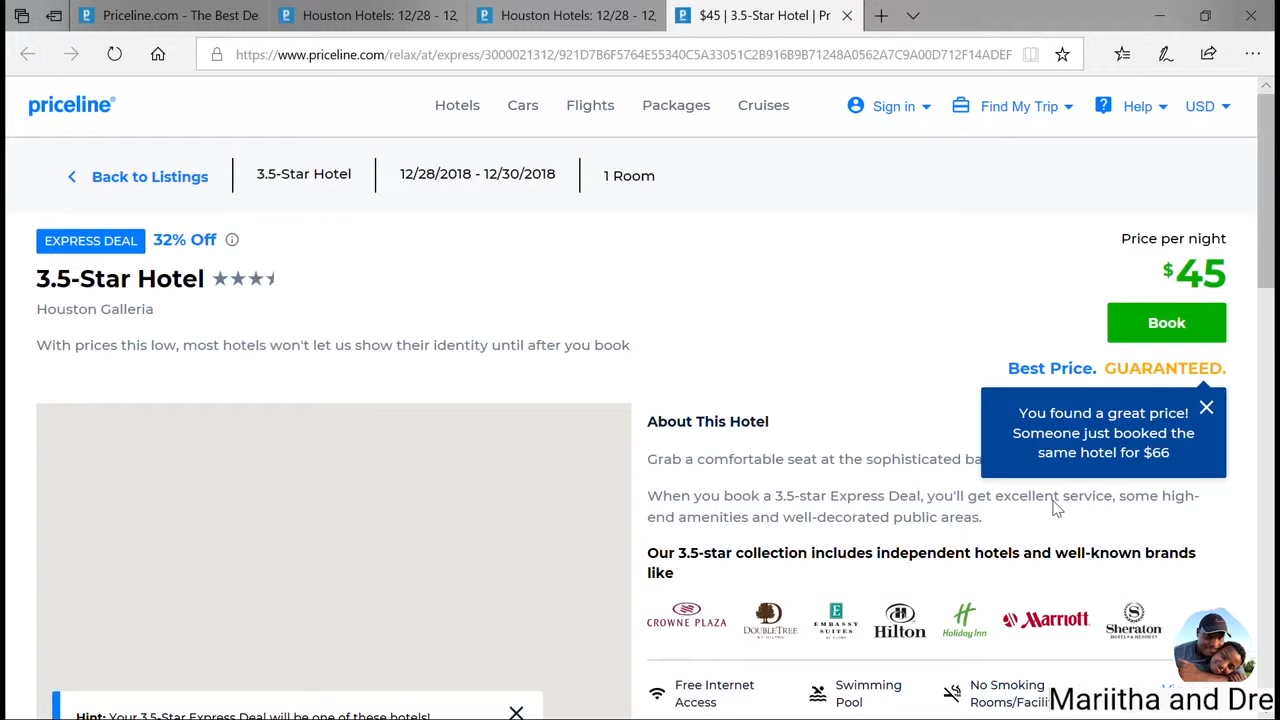 Priceline.com - The Best De
Houston Hotels: 12/28 - 12,
Houston Hotels: 12/28 - 12,
$45 | 3.5-Star Hotel | Pr
https://www.priceline.com/relax/at/express/3000021312/921D7B6F5764E55340C5A33051C2B916B9B71248A0562A7C9A00D712F14ADEF
priceline
Hotels
Cars
Flights
Packages
Cruises
Sign in
Find My Trip
Help
USD
Back to Listings
3.5-Star Hotel
12/28/2018 - 12/30/2018
1 Room
EXPRESS DEAL
32% Off
Price per night
3.5-Star Hotel
$45
Houston Galleria
Book
With prices this low, most hotels won't let us show their identity until after you book
Best Price. GUARANTEED.
You found a great price!
Someone just booked the
same hotel for $66
About This Hotel
Grab a comfortable seat at the sophisticated ba
When you book a 3.5-star Express Deal, you'll get excellent service, some high-
end amenities and well-decorated public areas.
Our 3.5-star collection includes independent hotels and well-known brands
like
CROWNE PLAZA
DOUBLETREE
BY HILTON
EMBASSY
SUITES
Hilton
Holiday Inn
Marriott
Sheraton
Free Internet
Access
Swimming
Pool
No Smoking
Rooms/Facili
Hint: Your 3.5-Star Express Deal will be one of these hotels!
Mariitha and Dre